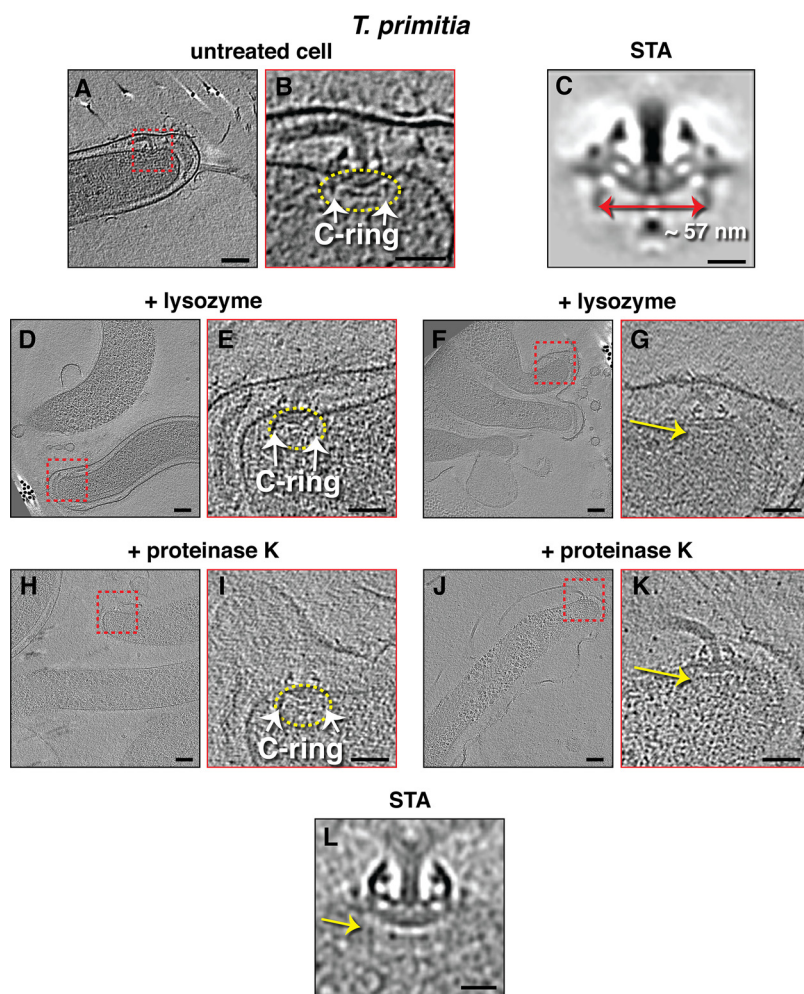 T. primitia
untreated cell
STA
A
B
C-ring
C
~ 57 nm
+ lysozyme
+ lysozyme
D
E
C-ring
F
G
+ proteinase K
+ proteinase K
H
I
C-ring
J
K
STA
L